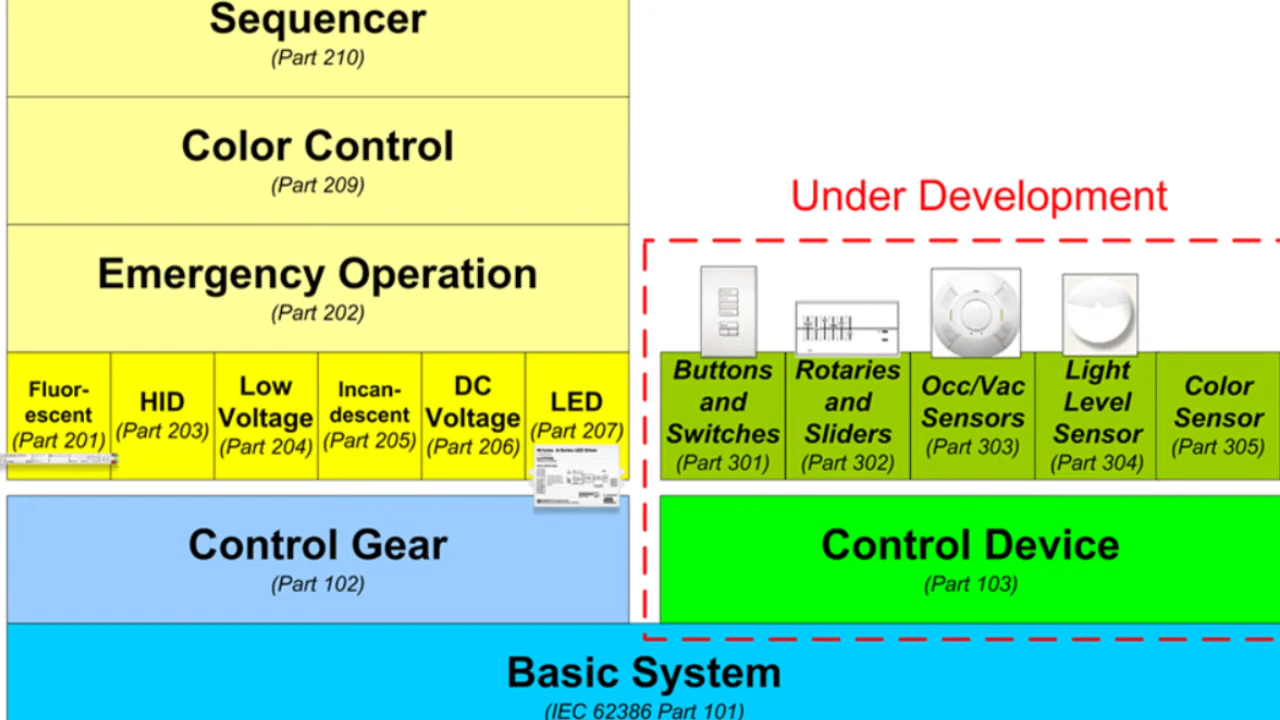 Sequencer
(Part 210)
Color Control
(Part 209)
Under Development
Emergency Operation
(Part 202)
Fluor-
escent
(Part 201)
HID
(Part 203)
Low
Voltage
(Part 204)
Incan-
descent
(Part 205)
DC
Voltage
(Part 206)
LED
(Part 207)
Buttons
and
Switches
(Part 301)
Rotaries
and
Sliders
(Part 302)
Occ/Vac
Sensors
(Part 303)
Light
Level
Sensor
(Part 304)
Color
Sensor
(Part 305)
Control Gear
(Part 102)
Control Device
(Part 103)
Basic System
(IEC 62386 Part 101)